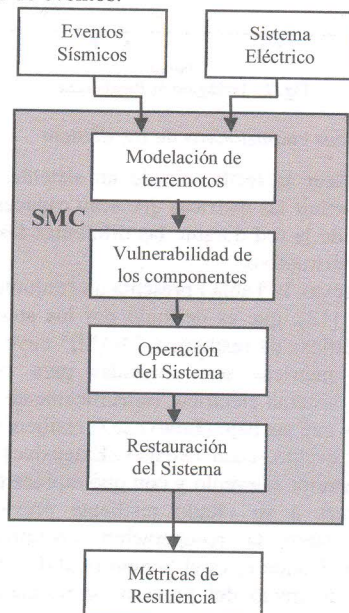 Eventos
Sísmicos
Sistema
Eléctrico
SMC
Modelación de
terremotos
Vulnerabilidad de
los componentes
Operación
del Sistema
Restauración
del Sistema
Métricas de
Resiliencia